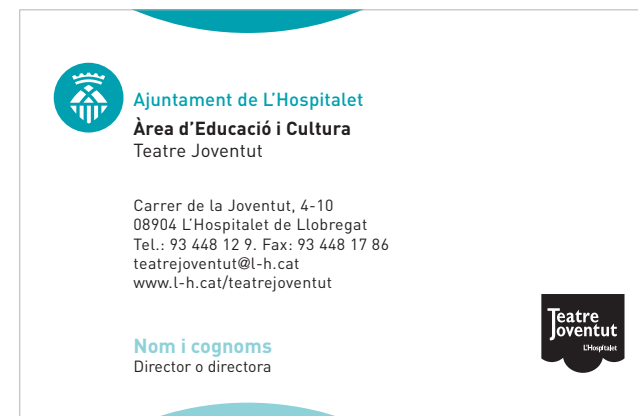 Ajuntament de L'Hospitalet
Àrea d'Educació i Cultura
Teatre Joventut
Carrer de la Joventut, 4-10
08904 L'Hospitalet de Llobregat
Tel.: 93 448 12 9. Fax: 93 448 17 86
teatrejoventut@l-h.cat
www.l-h.cat/teatrejoventut
Teatre
Joventut
L'Hospitalet
Nom i cognoms
Director o directora